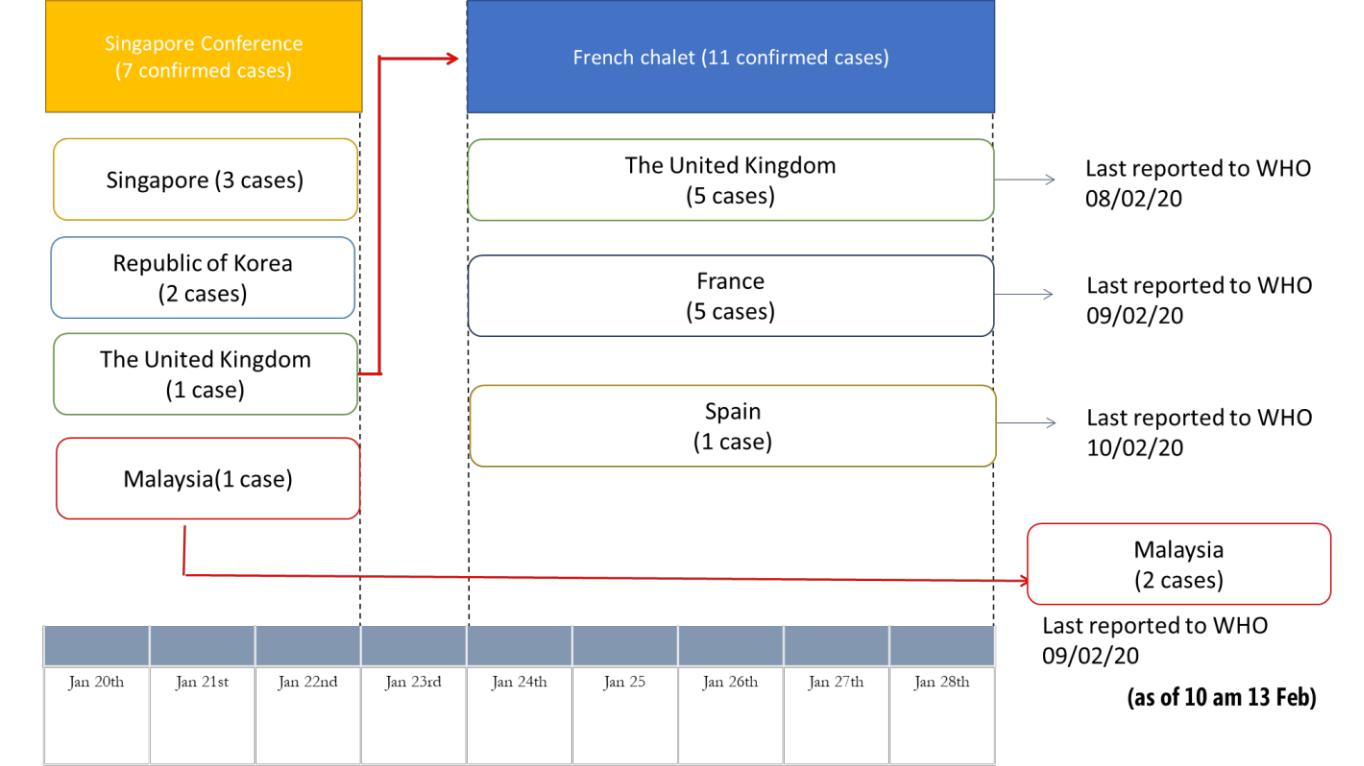 Singapore Conference
(7 confirmed cases)
French chalet (11 confirmed cases)
Singapore (3 cases)
Republic of Korea
(2 cases)
The United Kingdom
(1 case)
Malaysia(1 case)
The United Kingdom
(5 cases)
Last reported to WHO
08/02/20
France
(5 cases)
Last reported to WHO
09/02/20
Spain
(1 case)
Last reported to WHO
10/02/20
Malaysia
(2 cases)
Last reported to WHO
09/02/20
(as of 10 am 13 Feb)
Jan 20th
Jan 21st
Jan 22nd
Jan 23rd
Jan 24th
Jan 25
Jan 26th
Jan 27th
Jan 28th